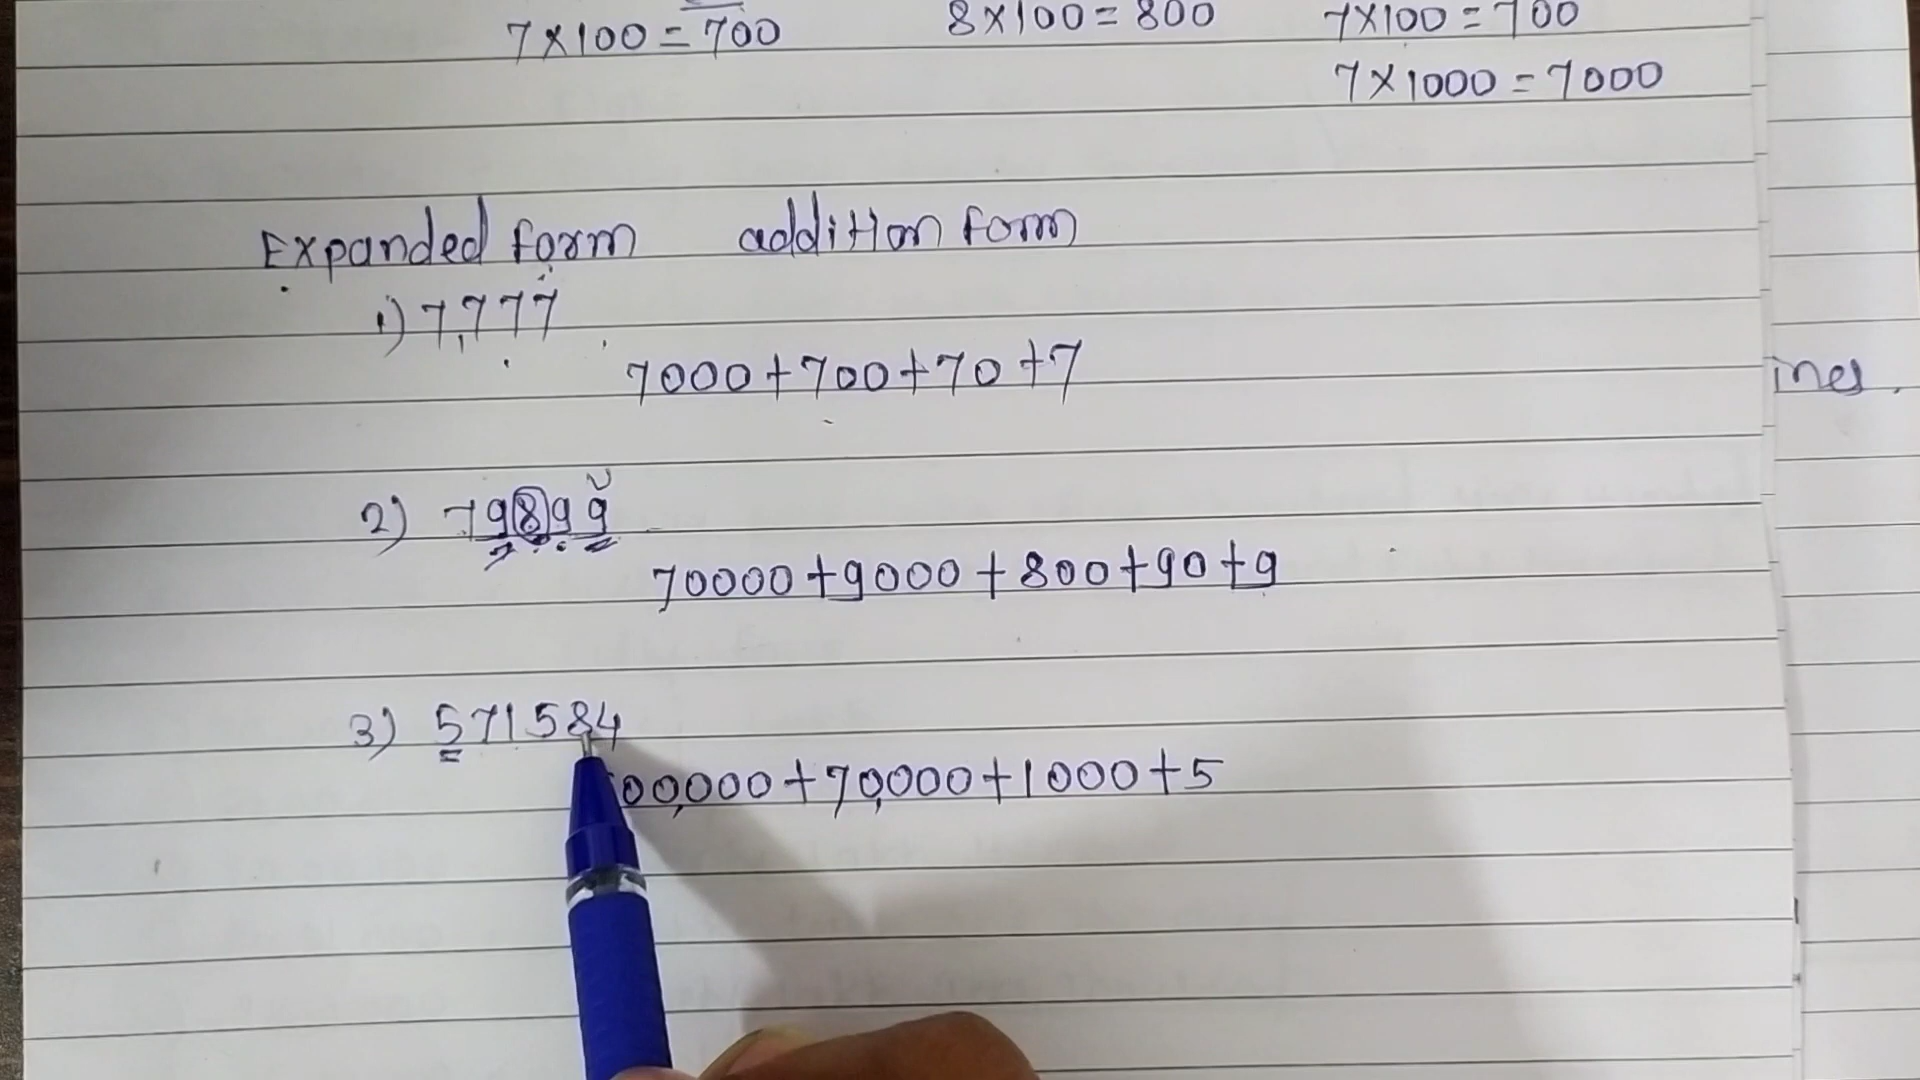 7×100=700 8×100=800 7×100=700
7×1000=7000
Expanded form addition form
1) 7,777
7000+700+70+7
ines.
2) 79899
70000+9000+800+90+9
3) 571584
00,000+70,000+1000+5